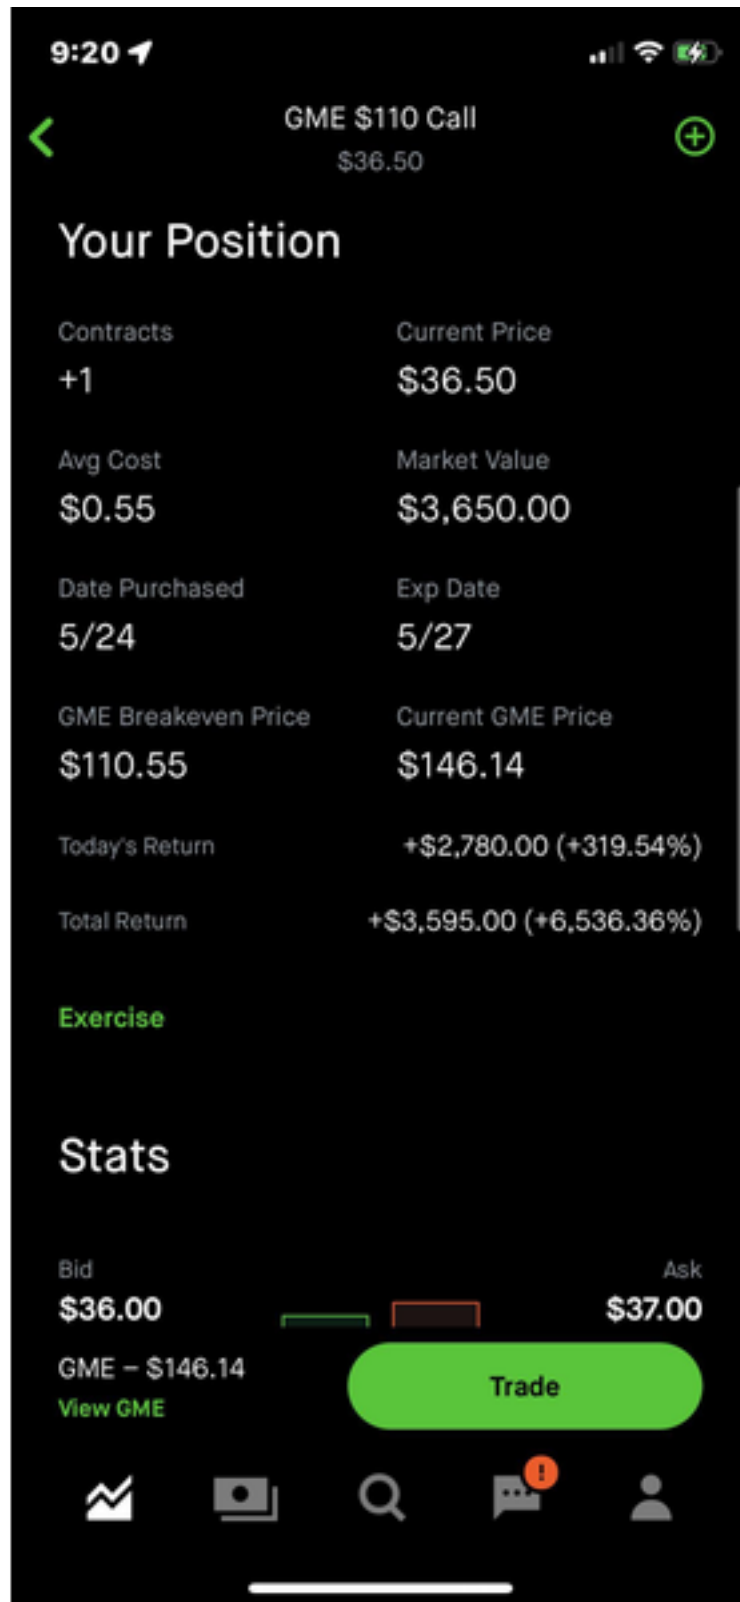 9:20
GME $110 Call
$36.50
Your Position
Contracts
Current Price
+1
$36.50
Avg Cost
Market Value
$0.55
$3,650.00
Date Purchased
Exp Date
5/24
5/27
GME Breakeven Price
Current GME Price
$110.55
$146.14
Today's Return
+$2,780.00 (+319.54%)
Total Return
+$3,595.00 (+6,536.36%)
Exercise
Stats
Bid
Ask
$36.00
$37.00
GME – $146.14
View GME
Trade
!